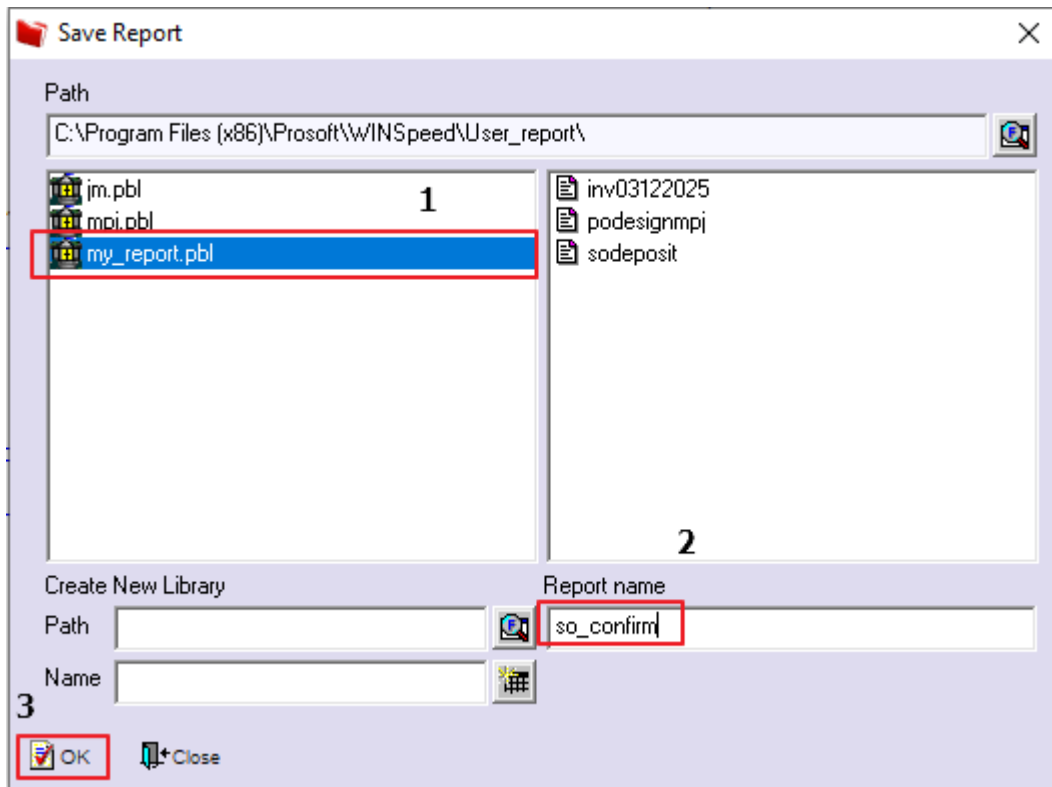 Save Report
Path
C:\Program Files (x86)\Prosoft\WINSpeed\User_report\
jm.pbl
1
mpj.pbl
my_report.pbl
inv03122025
podesignmpj
sodeposit
2
Create New Library
Report name
Path
so_confirm
Name
3
OK
Close